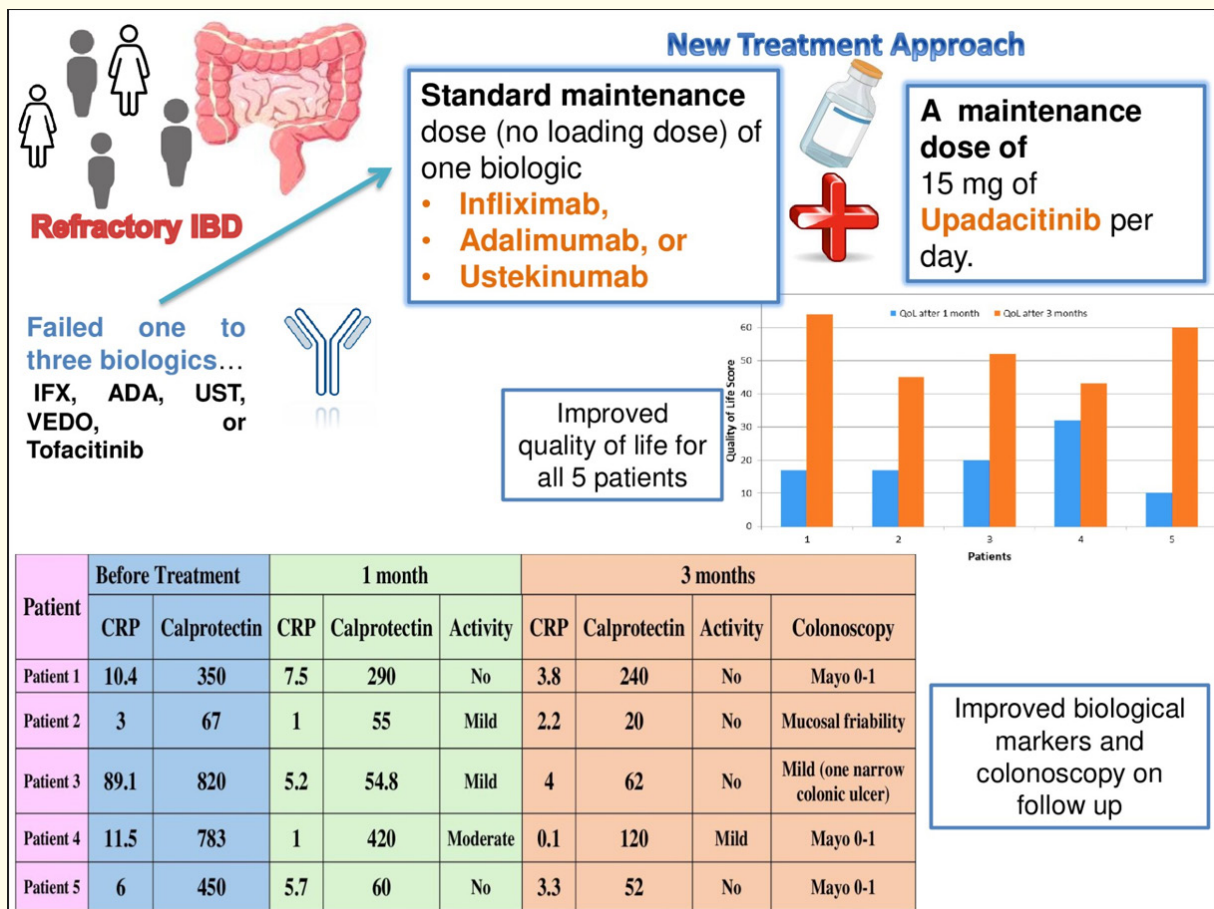 New Treatment Approach
Refractory IBD
Failed one to
three biologics...
IFX, ADA, UST,
VEDO, or
Tofacitinib
Standard maintenance
dose (no loading dose) of
one biologic
• Infliximab,
• Adalimumab, or
• Ustekinumab
A maintenance
dose of
15 mg of
Upadacitinib per
day.
Improved
quality of life for
all 5 patients
QoL after 1 month QoL after 3 months
Quality of Life Score
60
50
40
30
20
10
0
1 2 3 4 5
Patients
Patient Before Treatment 1 month 3 months
CRP Calprotectin CRP Calprotectin Activity CRP Calprotectin Activity Colonoscopy
Patient 1 10.4 350 7.5 290 No 3.8 240 No Mayo 0-1
Patient 2 3 67 1 55 Mild 2.2 20 No Mucosal friability
Patient 3 89.1 820 5.2 54.8 Mild 4 62 No Mild (one narrow
colonic ulcer)
Patient 4 11.5 783 1 420 Moderate 0.1 120 Mild Mayo 0-1
Patient 5 6 450 5.7 60 No 3.3 52 No Mayo 0-1
Improved biological
markers and
colonoscopy on
follow up